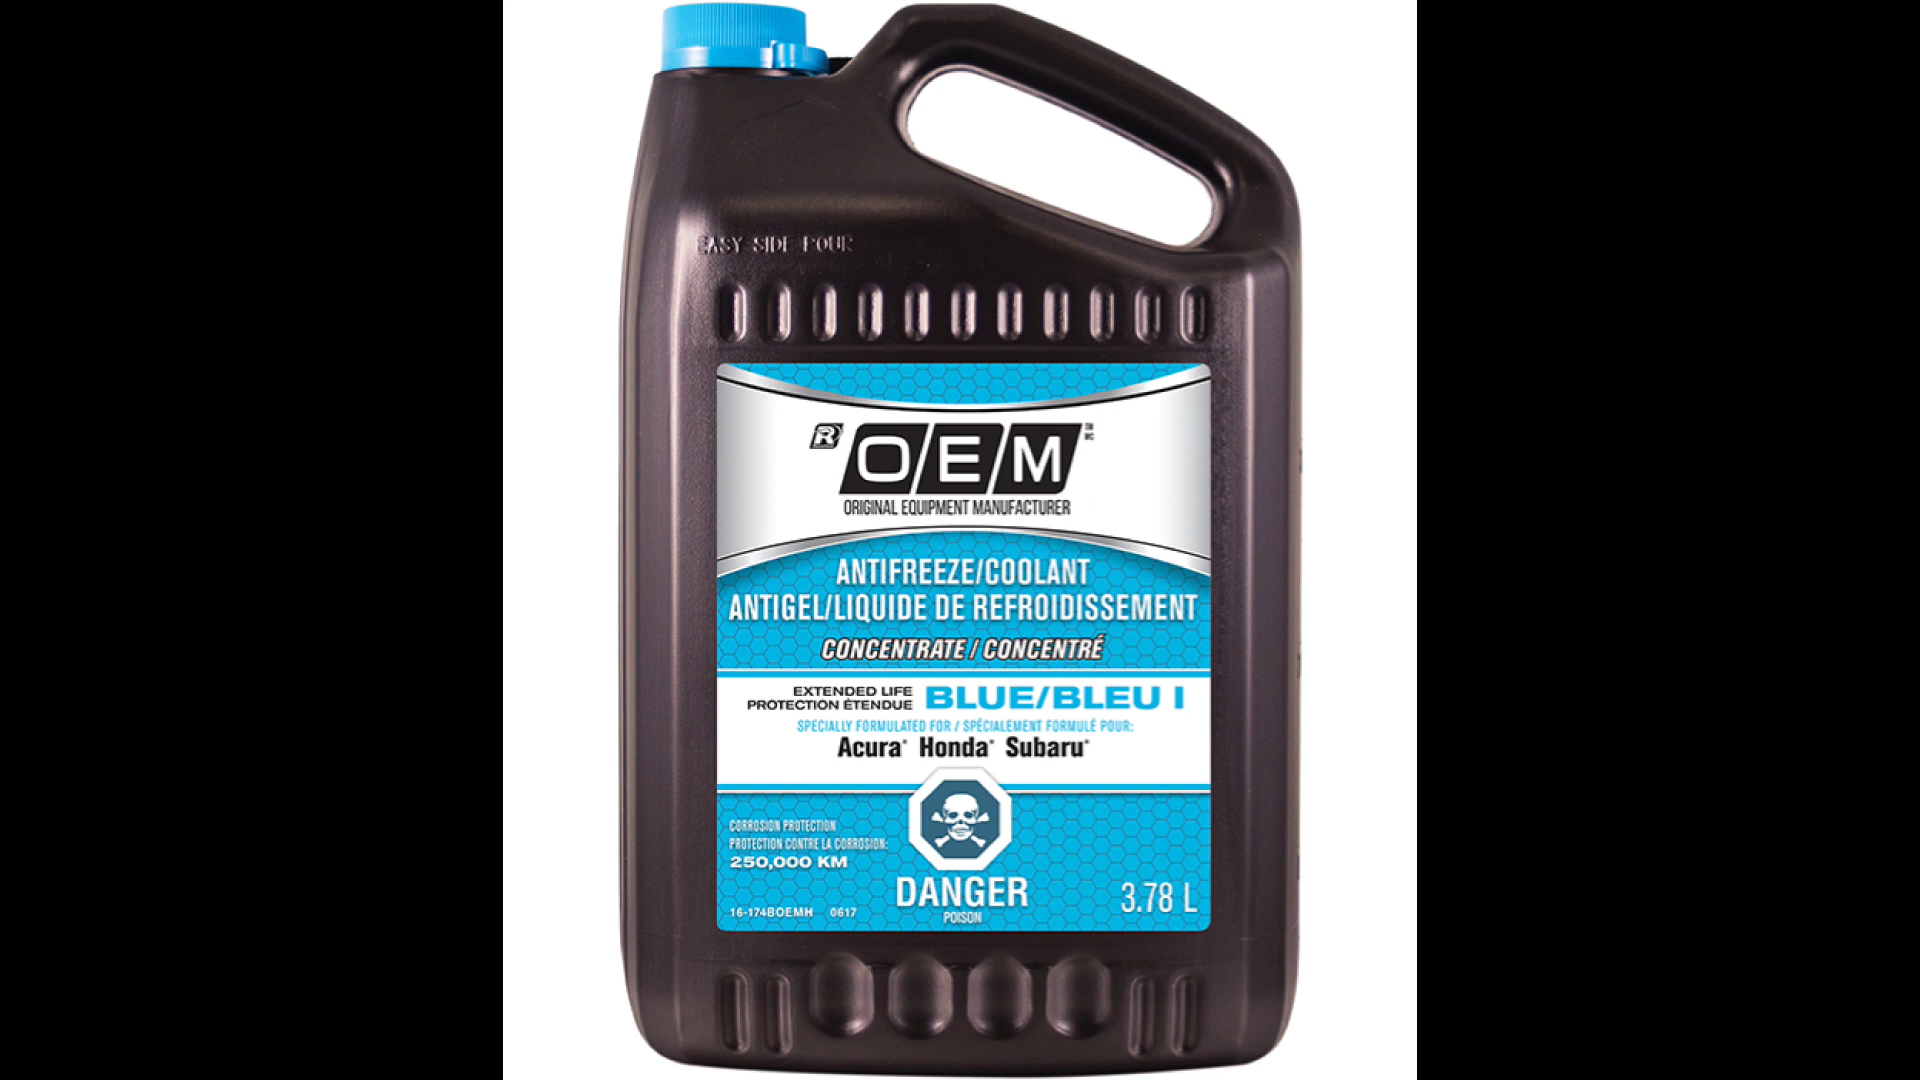 EASY SIDE POUR
R OEM
ORIGINAL EQUIPMENT MANUFACTURER
ANTIFREEZE/COOLANT
ANTIGEL/LIQUIDE DE REFROIDISSEMENT
CONCENTRATE / CONCENTRÉ
EXTENDED LIFE
PROTECTION ÉTENDUE
BLUE/BLEU I
SPECIALLY FORMULATED FOR / SPÉCIALEMENT FORMULÉ POUR:
Acura* Honda* Subaru*
CORROSION PROTECTION
PROTECTION CONTRE LA CORROSION:
250,000 KM
DANGER
POISON
3.78 L
16-174BOEMH 0617